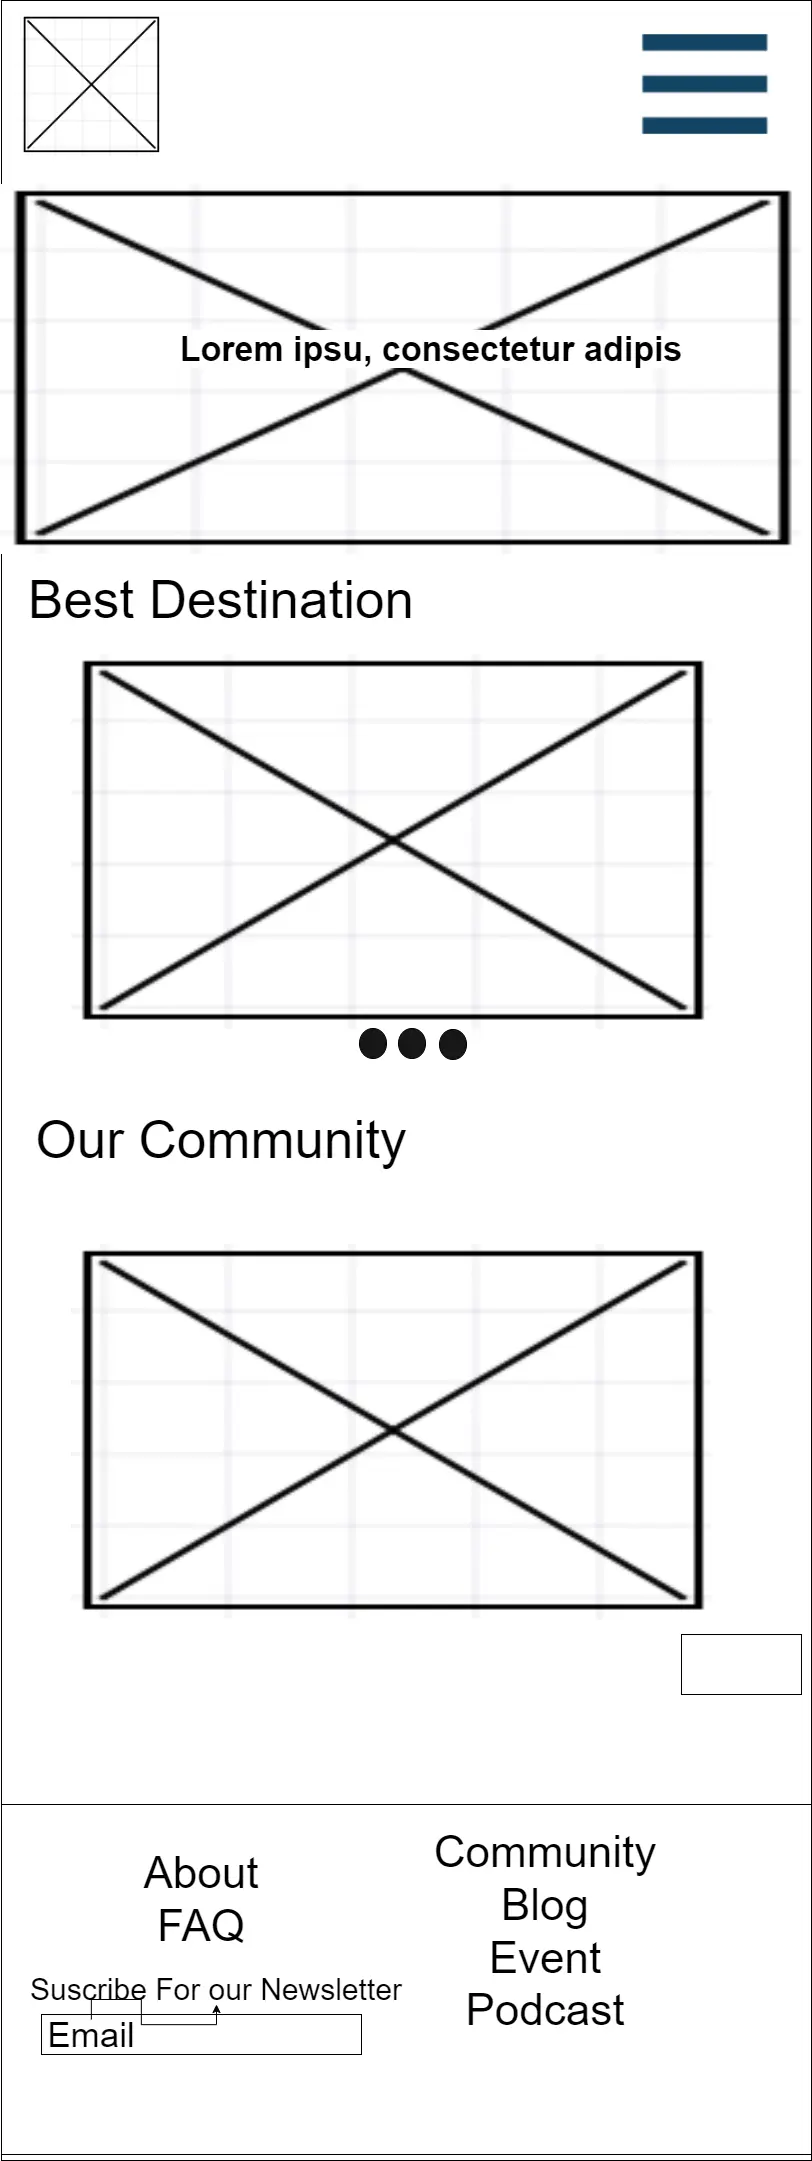 Lorem ipsu, consectetur adipis
Best Destination
Our Community
About
FAQ
Suscribe For our Newsletter
Email
Community
Blog
Event
Podcast